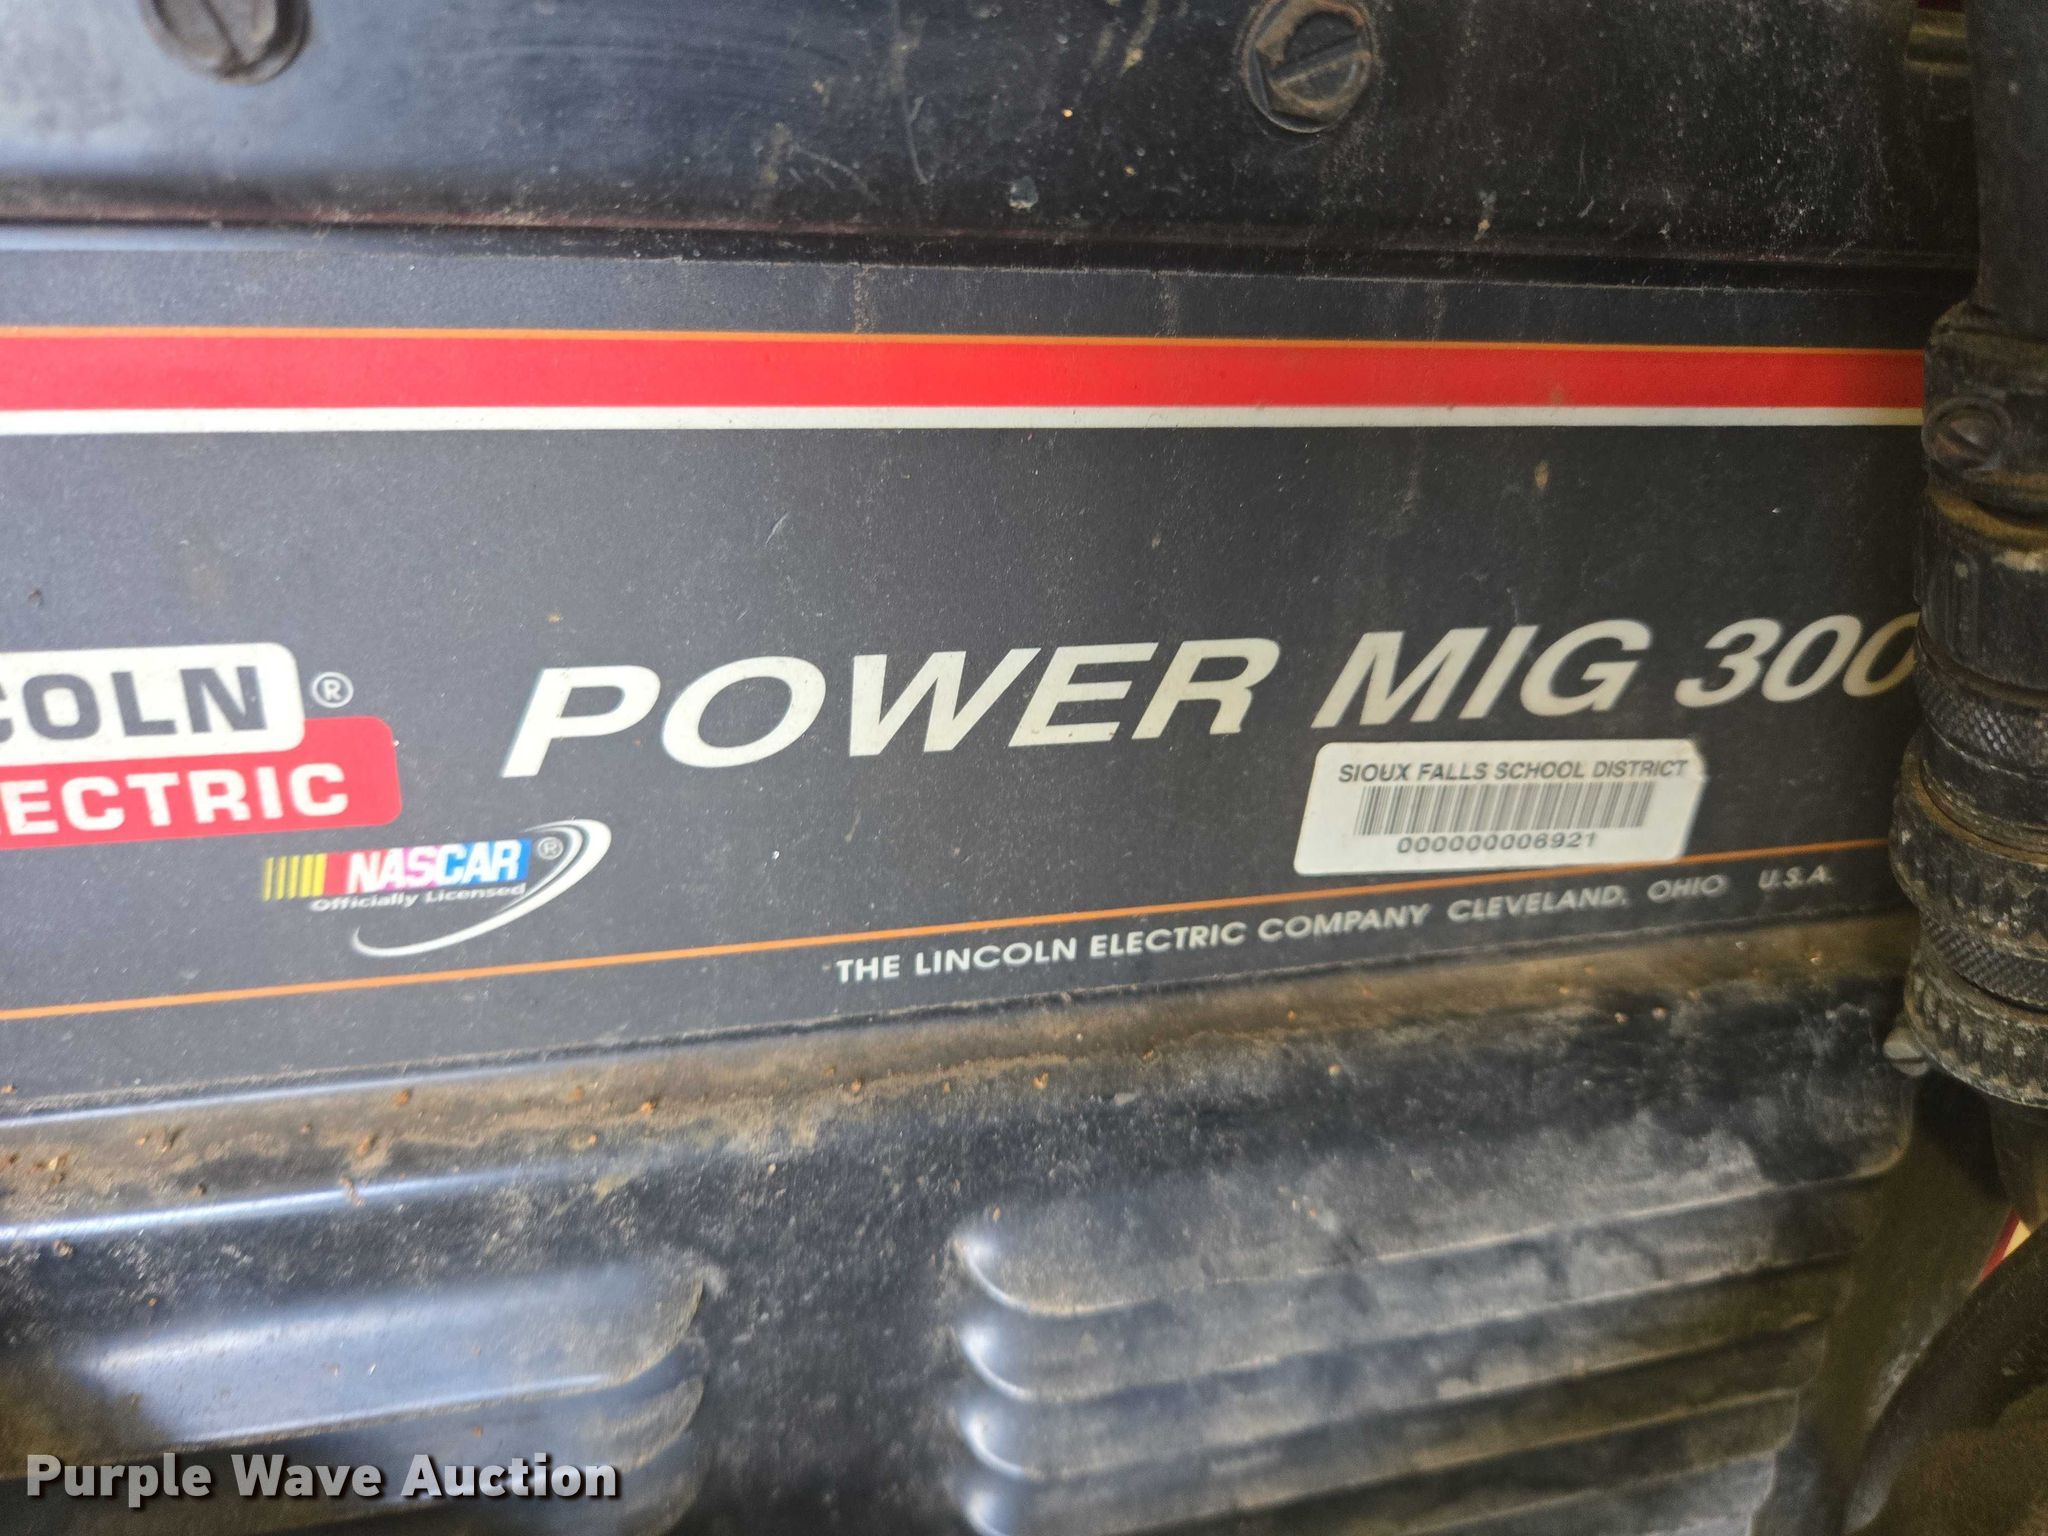 COLN ®
ECTRIC
POWER MIG 300
NASCAR ®
Officially Licensed
SIOUX FALLS SCHOOL DISTRICT
000000006921
THE LINCOLN ELECTRIC COMPANY CLEVELAND, OHIO U.S.A.
Purple Wave Auction